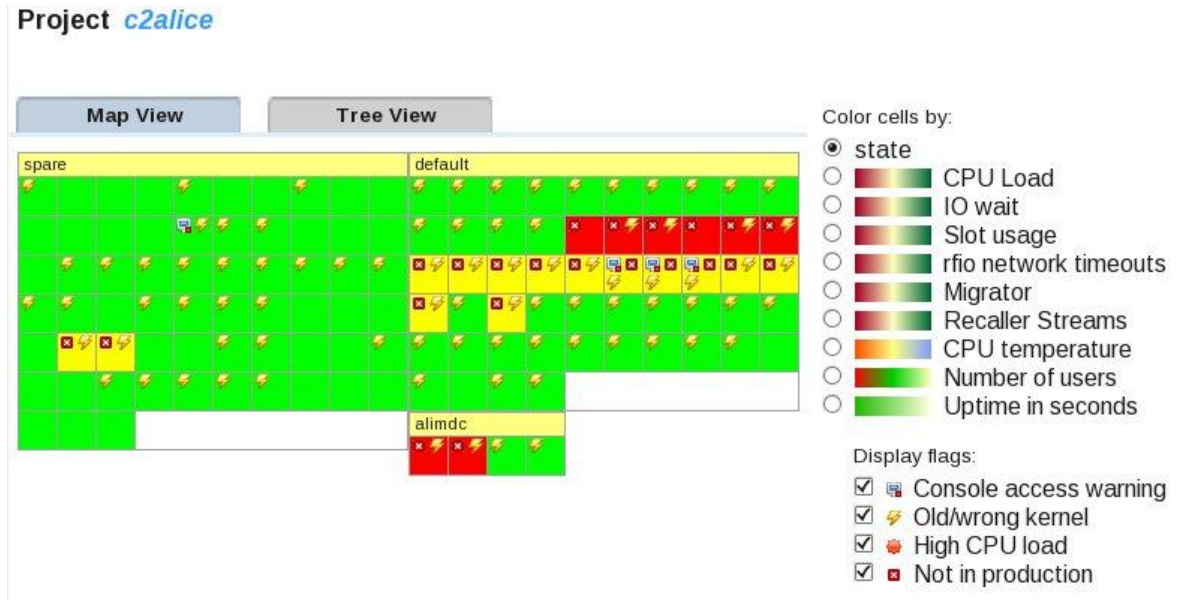 Project c2alice
Map View
Tree View
spare
default
alimdc
Color cells by:
state
CPU Load
IO wait
Slot usage
rfio network timeouts
Migrator
Recaller Streams
CPU temperature
Number of users
Uptime in seconds
Display flags:
Console access warning
Old/wrong kernel
High CPU load
Not in production